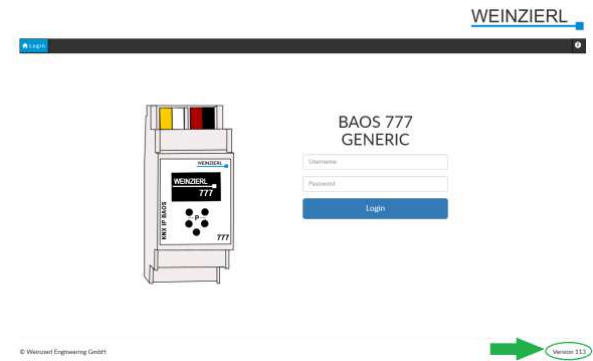 WEINZIERL
Login
BAOS 777
GENERIC
Username
Password
Login
WEINZIERL
WEINZIERL
777
KNX IP BAOS
P
777
© Weinzierl Engineering GmbH
Version 113